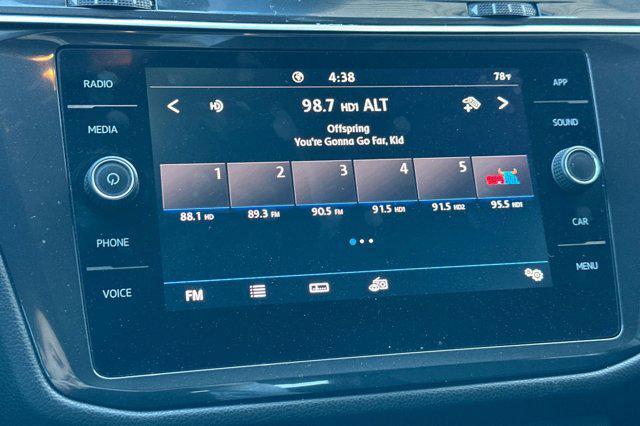 RADIO
MEDIA
PHONE
VOICE
4:38
78°F
98.7 HD1 ALT
Offspring
You're Gonna Go Far, Kid
1 2 3 4 5
88.1 HD 89.3 FM 90.5 FM 91.5 HD1 91.5 HD2 95.5 HD1
FM
APP
SOUND
CAR
MENU